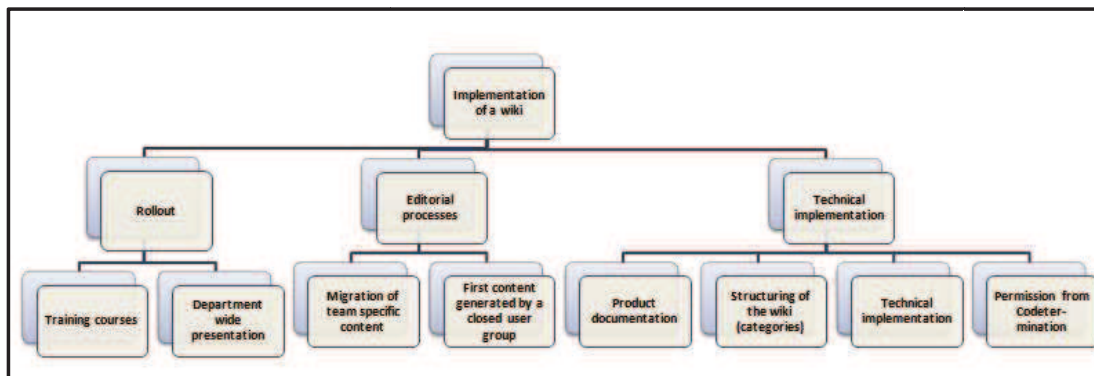 Implementation
of a wiki
Rollout
Editorial
processes
Technical
implementation
Training courses
Department
wide
presentation
Migration of
team specific
content
First content
generated by a
closed user
group
Product
documentation
Structuring of
the wiki
(categories)
Technical
implementation
Permission from
Codeter-
mination